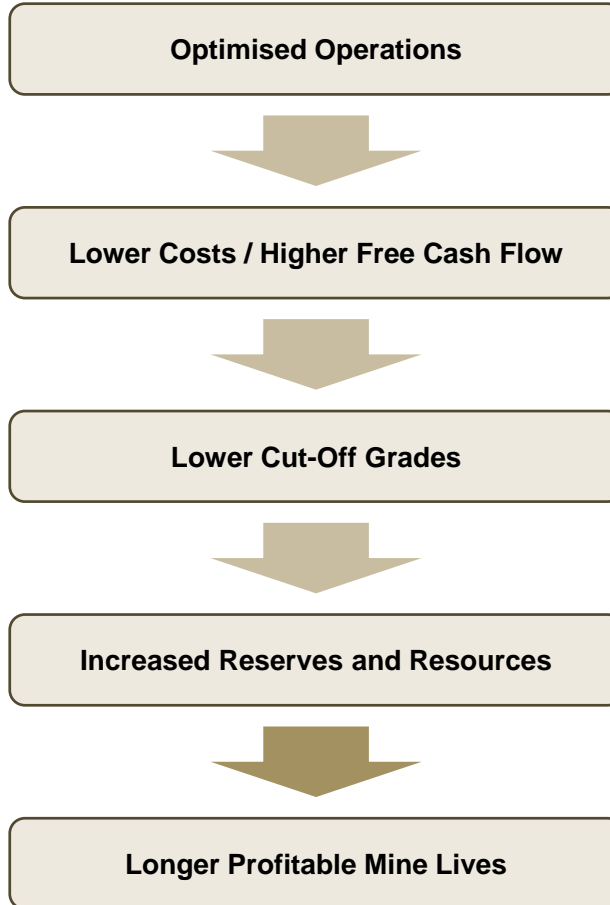 Optimised Operations
Lower Costs / Higher Free Cash Flow
Lower Cut-Off Grades
Increased Reserves and Resources
Longer Profitable Mine Lives